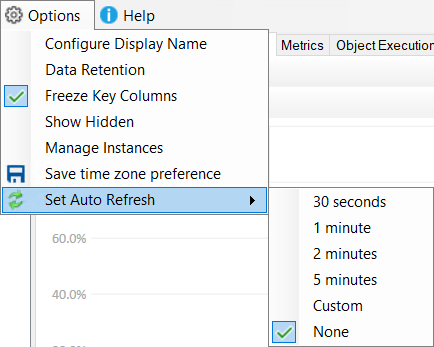 Options Help
Configure Display Name
Metrics Object Execution
Data Retention
Freeze Key Columns
Show Hidden
Manage Instances
Save time zone preference
Set Auto Refresh
30 seconds
1 minute
2 minutes
5 minutes
Custom
None
60.0%
40.0%